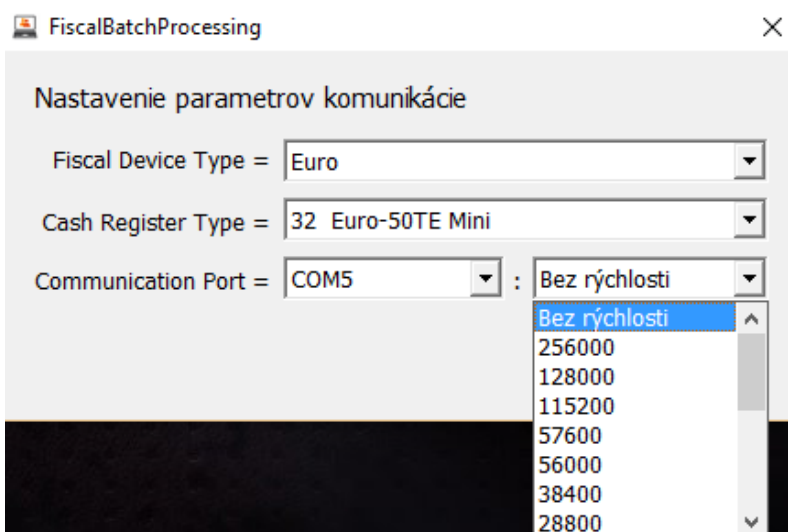 FiscalBatchProcessing
Nastavenie parametrov komunikácie
Fiscal Device Type = Euro
Cash Register Type = 32 Euro-50TE Mini
Communication Port = COM5 : Bez rýchlosti
Bez rýchlosti
256000
128000
115200
57600
56000
38400
28800